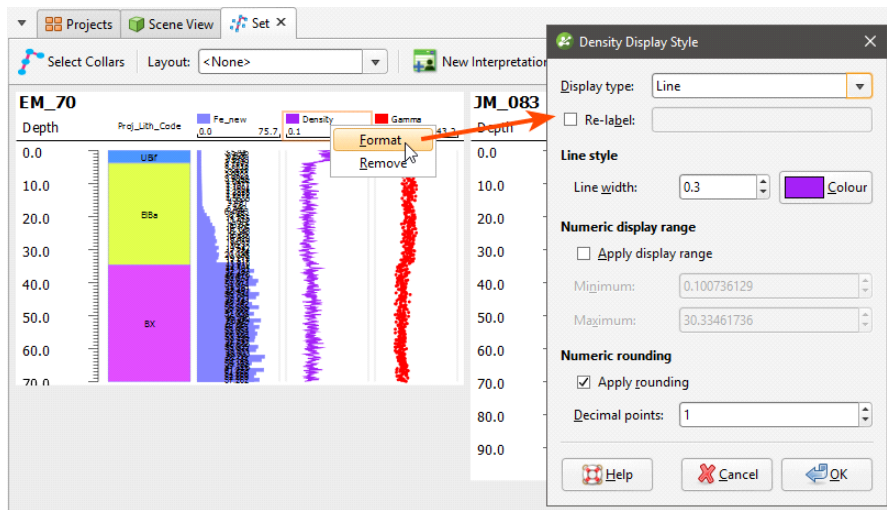 Projects Scene View Set
Select Collars Layout: <None> New Interpretation
EM_70
Depth Proj_Lith_Code Fe_new Density Gamma
0.0 75.7 0.1 43.2
Format
Remove
0.0
10.0
20.0
30.0
40.0
50.0
60.0
70.0
UBf
BBa
BX
JM_083
Depth
0.0
10.0
20.0
30.0
40.0
50.0
60.0
70.0
80.0
90.0
Density Display Style
Display type: Line
Re-label:
Line style
Line width: 0.3 Colour
Numeric display range
Apply display range
Minimum: 0.100736129
Maximum: 30.33461736
Numeric rounding
Apply rounding
Decimal points: 1
Help Cancel OK